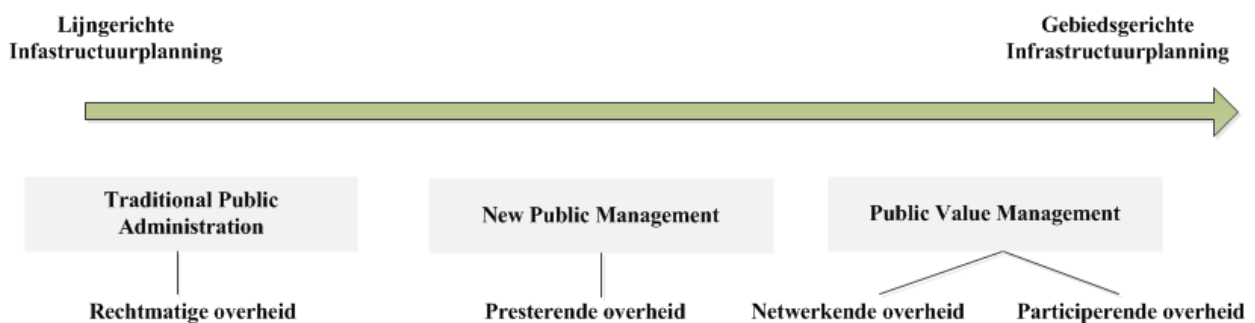 Lijngerichte
Infastructuurplanning
Gebiedsgerichte
Infrastructuurplanning
Traditional Public
Administration
New Public Management
Public Value Management
Rechtmatige overheid
Presterende overheid
Netwerkende overheid
Participerende overheid